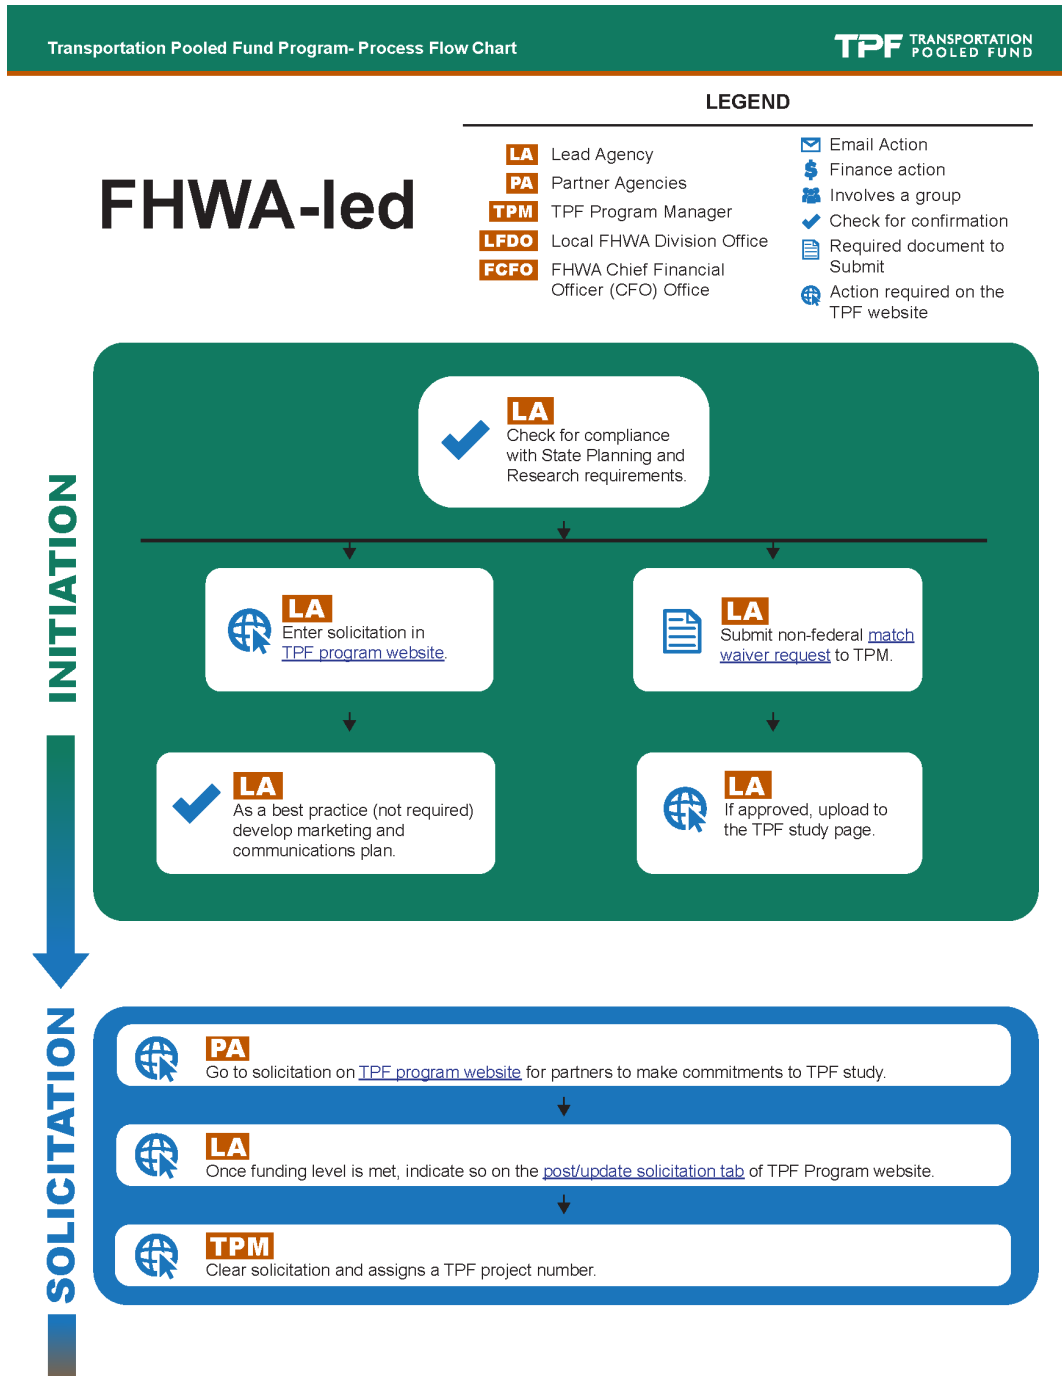 Transportation Pooled Fund Program- Process Flow Chart
TPF TRANSPORTATION
POOLED FUND
FHWA-led
LEGEND
LA Lead Agency
PA Partner Agencies
TPM TPF Program Manager
LFDO Local FHWA Division Office
FCFO FHWA Chief Financial
Officer (CFO) Office
Email Action
Finance action
Involves a group
Check for confirmation
Required document to
Submit
Action required on the
TPF website
INITIATION
LA
Check for compliance
with State Planning and
Research requirements.
LA
Enter solicitation in
TPF program website.
LA
As a best practice (not required)
develop marketing and
communications plan.
LA
Submit non-federal match
waiver request to TPM.
LA
If approved, upload to
the TPF study page.
SOLICITATION
PA
Go to solicitation on TPF program website for partners to make commitments to TPF study.
LA
Once funding level is met, indicate so on the post/update solicitation tab of TPF Program website.
TPM
Clear solicitation and assigns a TPF project number.